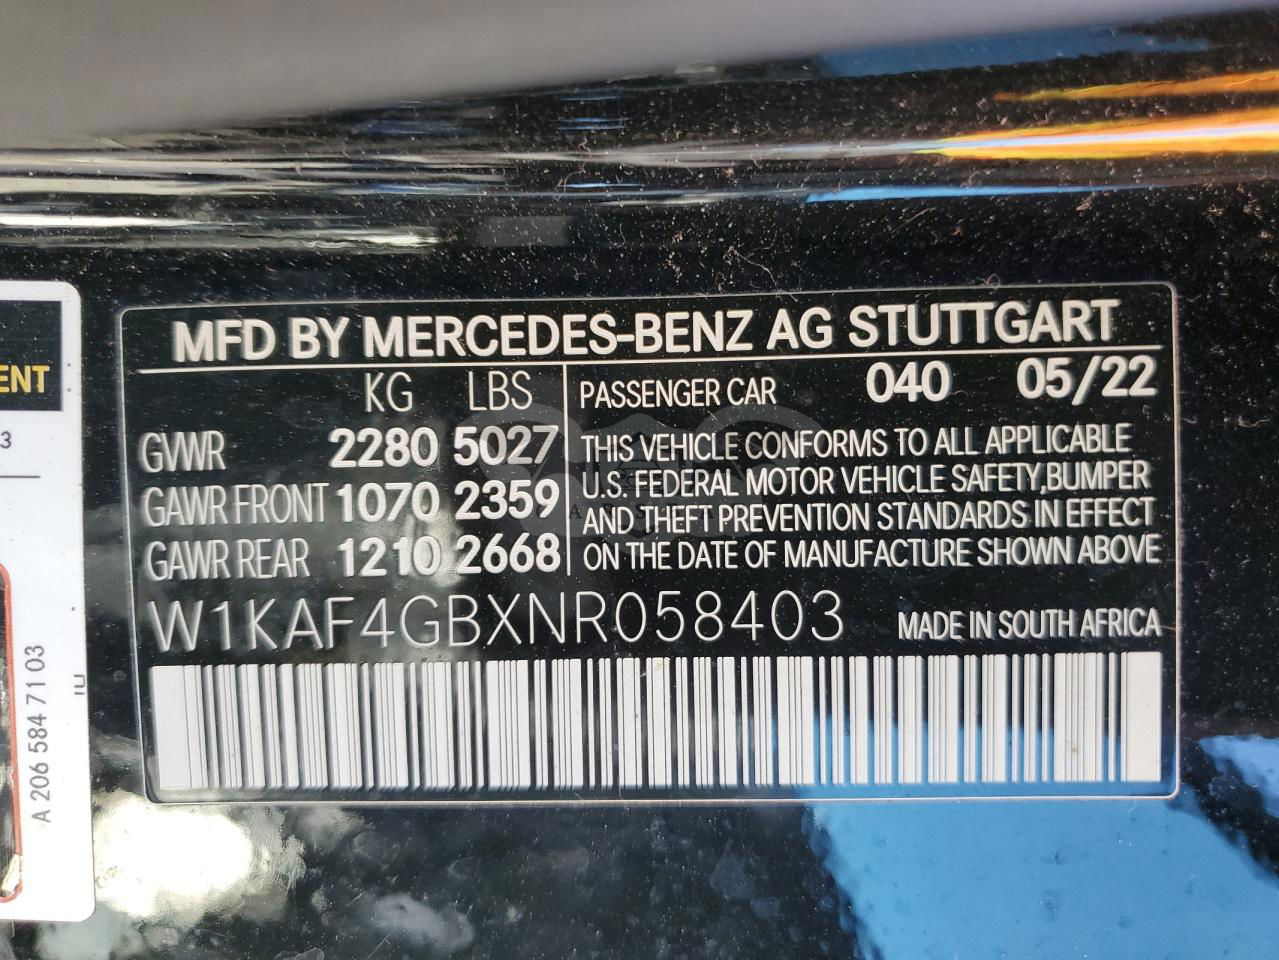 MFD BY MERCEDES-BENZ AG STUTTGART
KG LBS
GVWR 2280 5027
GAWR FRONT 1070 2359
GAWR REAR 1210 2668
PASSENGER CAR 040 05/22
THIS VEHICLE CONFORMS TO ALL APPLICABLE
U.S. FEDERAL MOTOR VEHICLE SAFETY,BUMPER
AND THEFT PREVENTION STANDARDS IN EFFECT
ON THE DATE OF MANUFACTURE SHOWN ABOVE
W1KAF4GBXNR058403 MADE IN SOUTH AFRICA
ENT
3
A 206 584 71 03